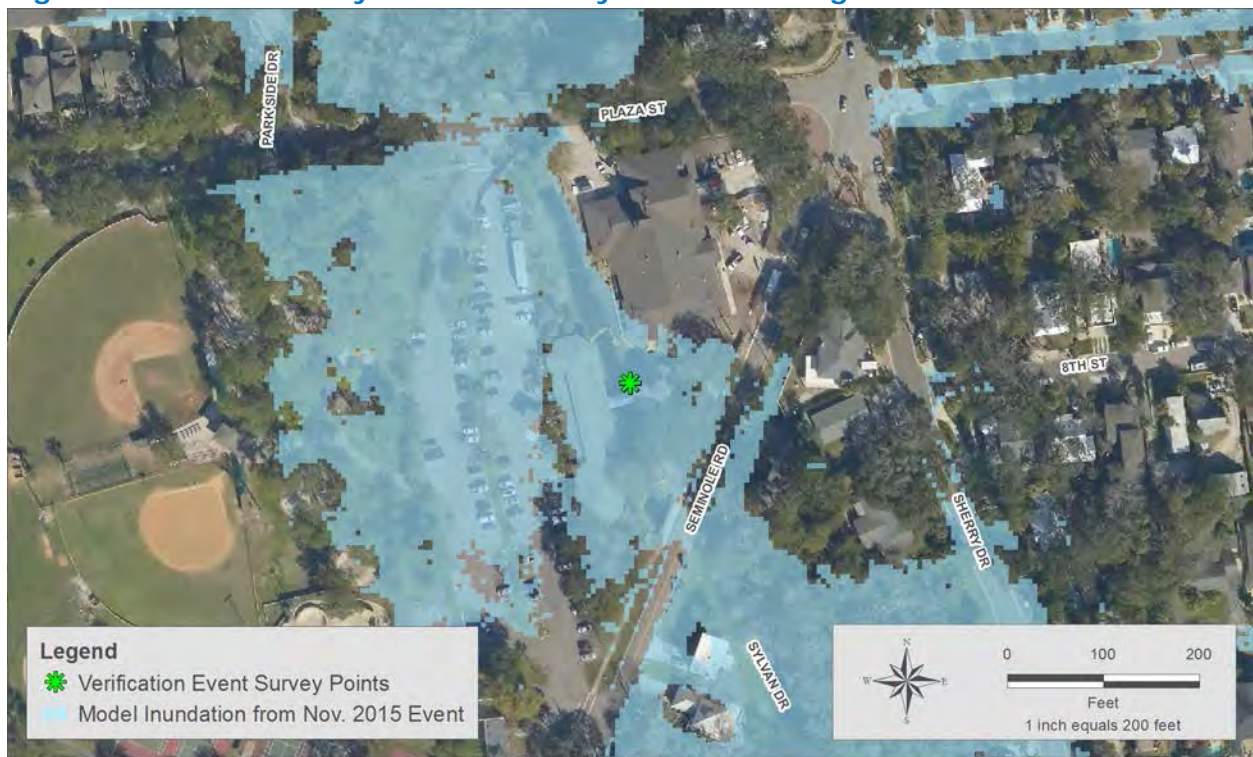 PARK SIDE DR
PLAZA ST
8TH ST
SEMINOLE RD
SHERRY DR
SYLVAN DR
Legend
Verification Event Survey Points
Model Inundation from Nov. 2015 Event
N
W E
S
0 100 200
Feet
1 inch equals 200 feet